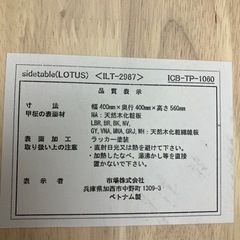 sidetable(LOTUS) <ILT-2987> ICB-TP-1060
品質表示
寸法 幅400mm×奥行400mm×高さ560mm
甲板の表面材 NA：天然木化粧板
LBR, BR, BK, NV,
GY, VNA, WNA, GRJ, WH：天然木化粧繊維板
表面加工 ラッカー塗装
取り扱い上の注意 ・直射日光又は熱を避けて下さい。
・加熱したなべ、湯沸かし等を直接
置かないで下さい。
表示者 市場株式会社
兵庫県加西市中野町1309-3
ベトナム製